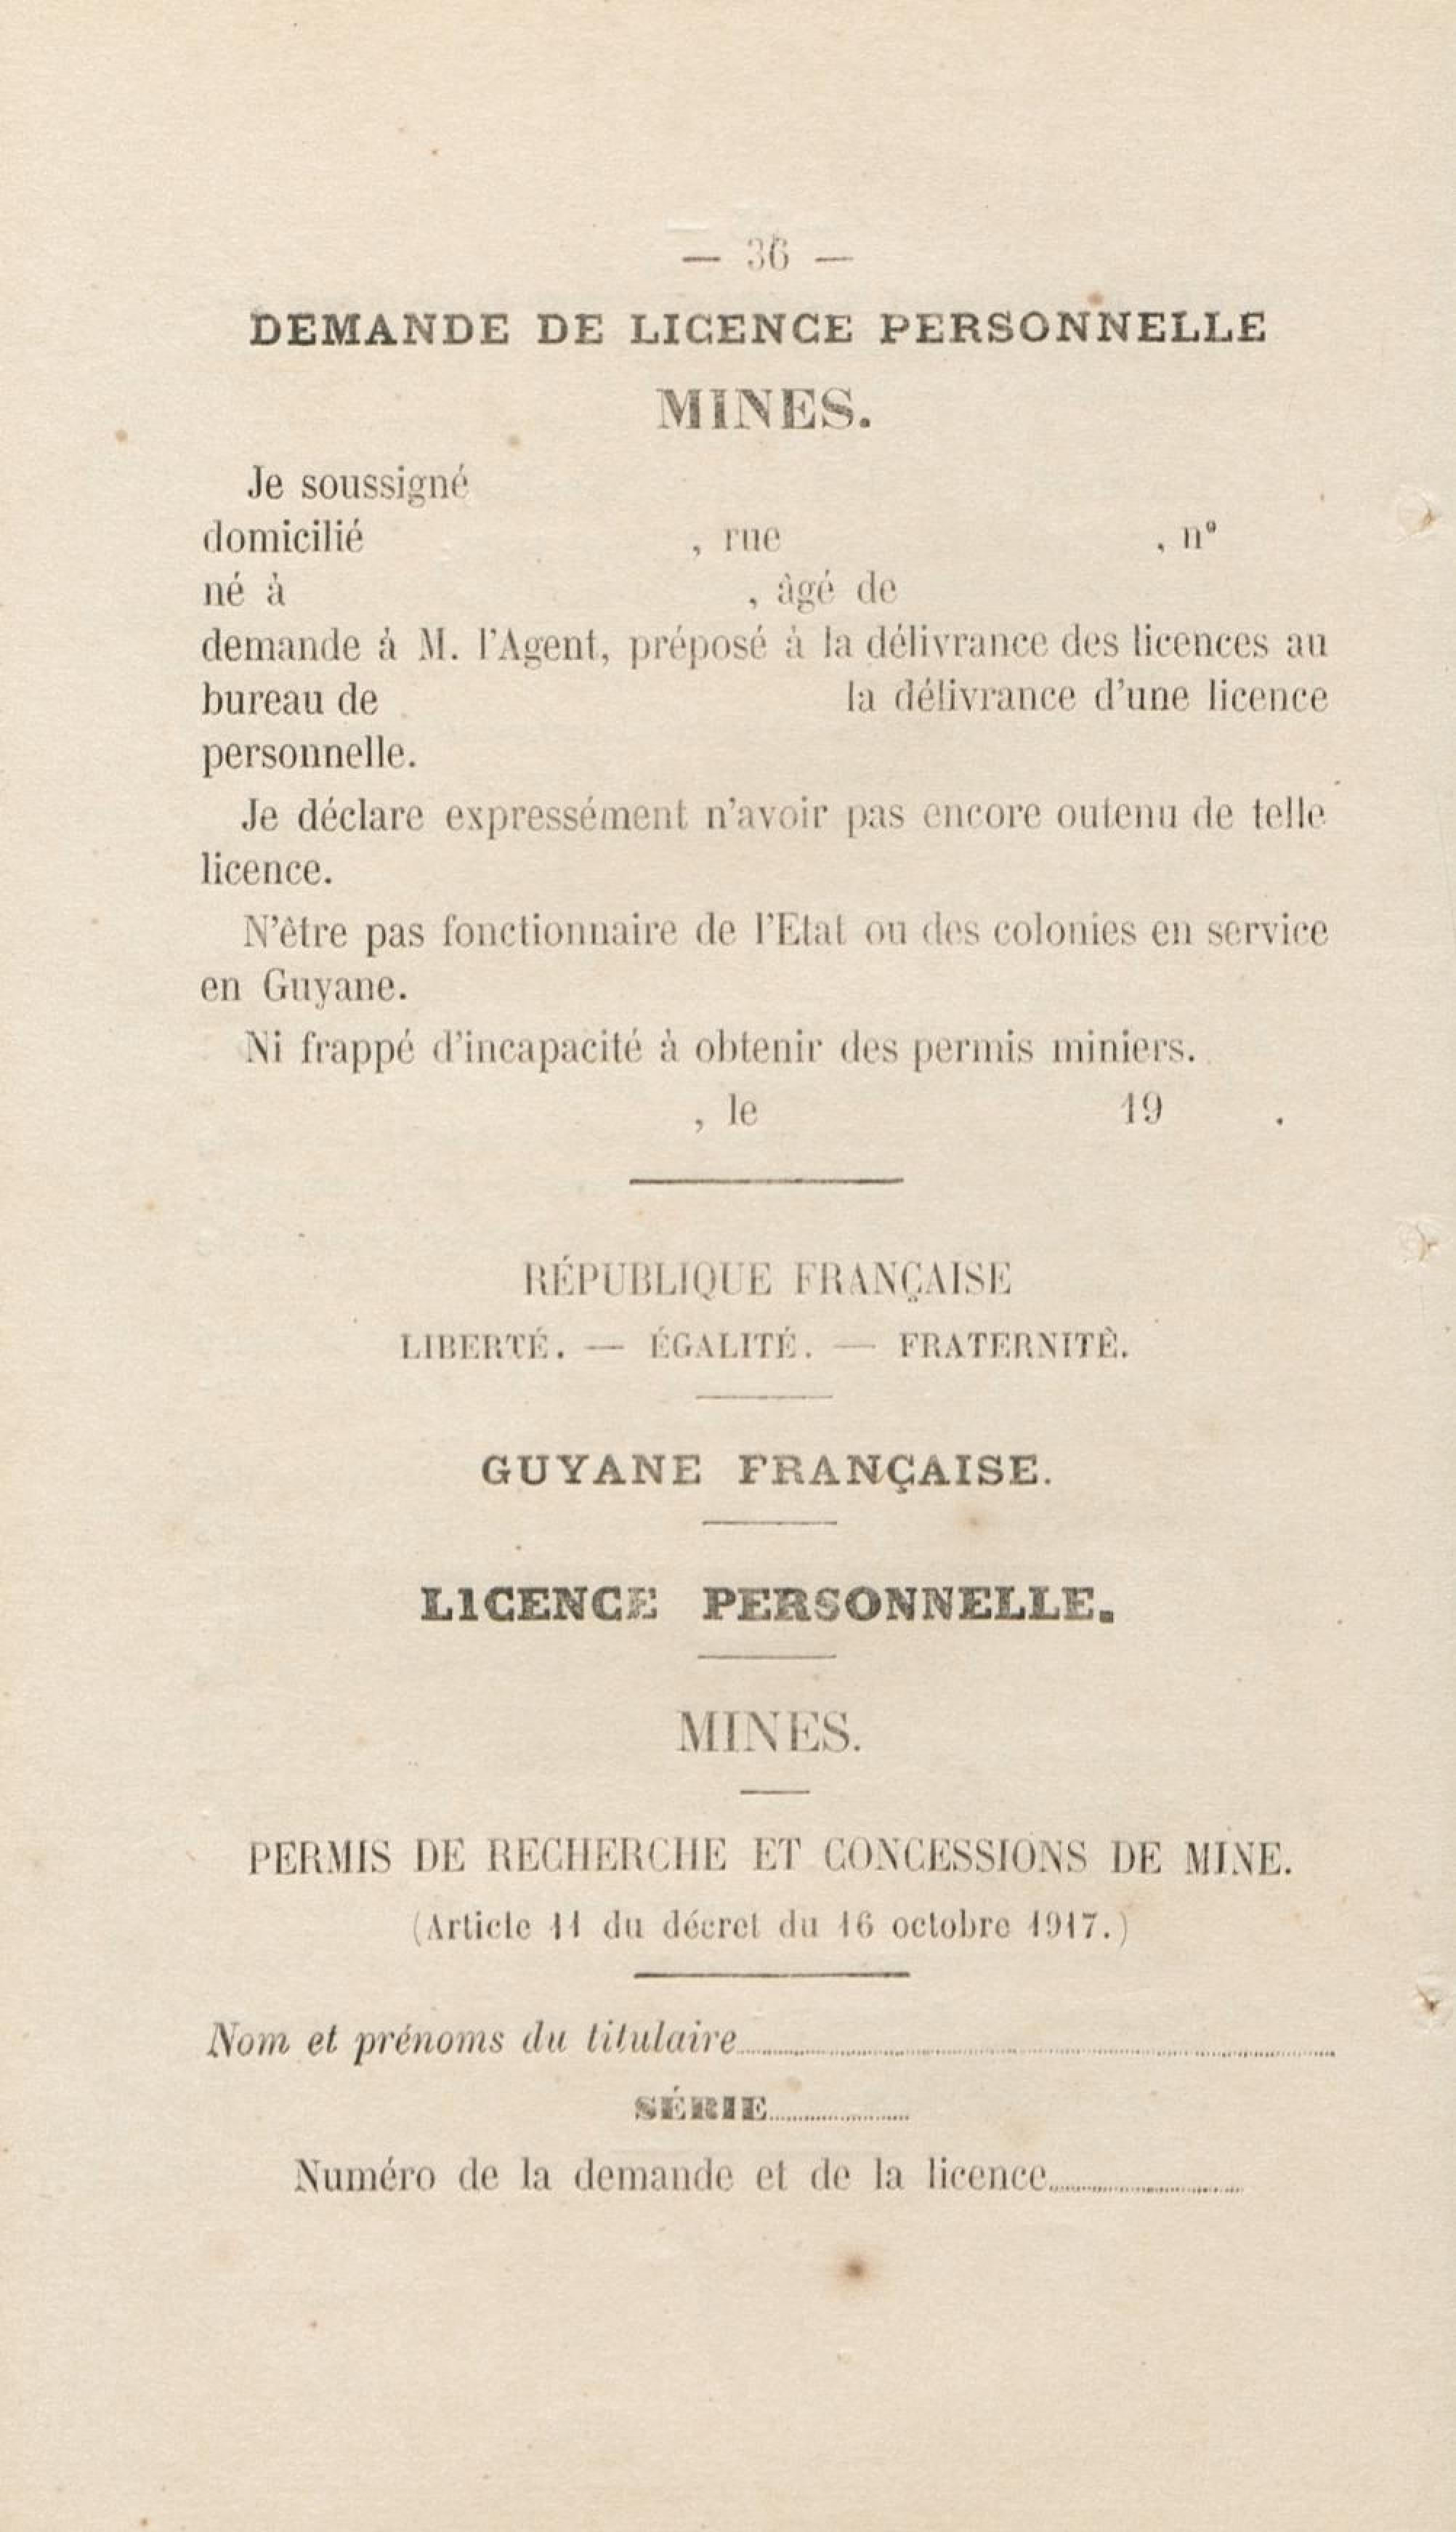 — 36 —
DEMANDE DE LICENCE PERSONNELLE
MINES.
Je soussigné
domicilié , rue , n°
né à , âgé de
demande à M. l'Agent, préposé à la délivrance des licences au
bureau de la délivrance d'une licence
personnelle.
Je déclare expressément n'avoir pas encore outenu de telle
licence.
N'être pas fonctionnaire de l'Etat ou des colonies en service
en Guyane.
Ni frappé d'incapacité à obtenir des permis miniers.
, le 19 .
RÉPUBLIQUE FRANÇAISE
LIBERTÉ. — ÉGALITÉ. — FRATERNITÈ.
GUYANE FRANÇAISE.
L1CENCE PERSONNELLE.
MINES.
PERMIS DE RECHERCHE ET CONCESSIONS DE MINE.
(Article 11 du décret du 16 octobre 1917.)
Nom et prénoms du titulaire..............................
SÉRIE..............
Numéro de la demande et de la licence..............